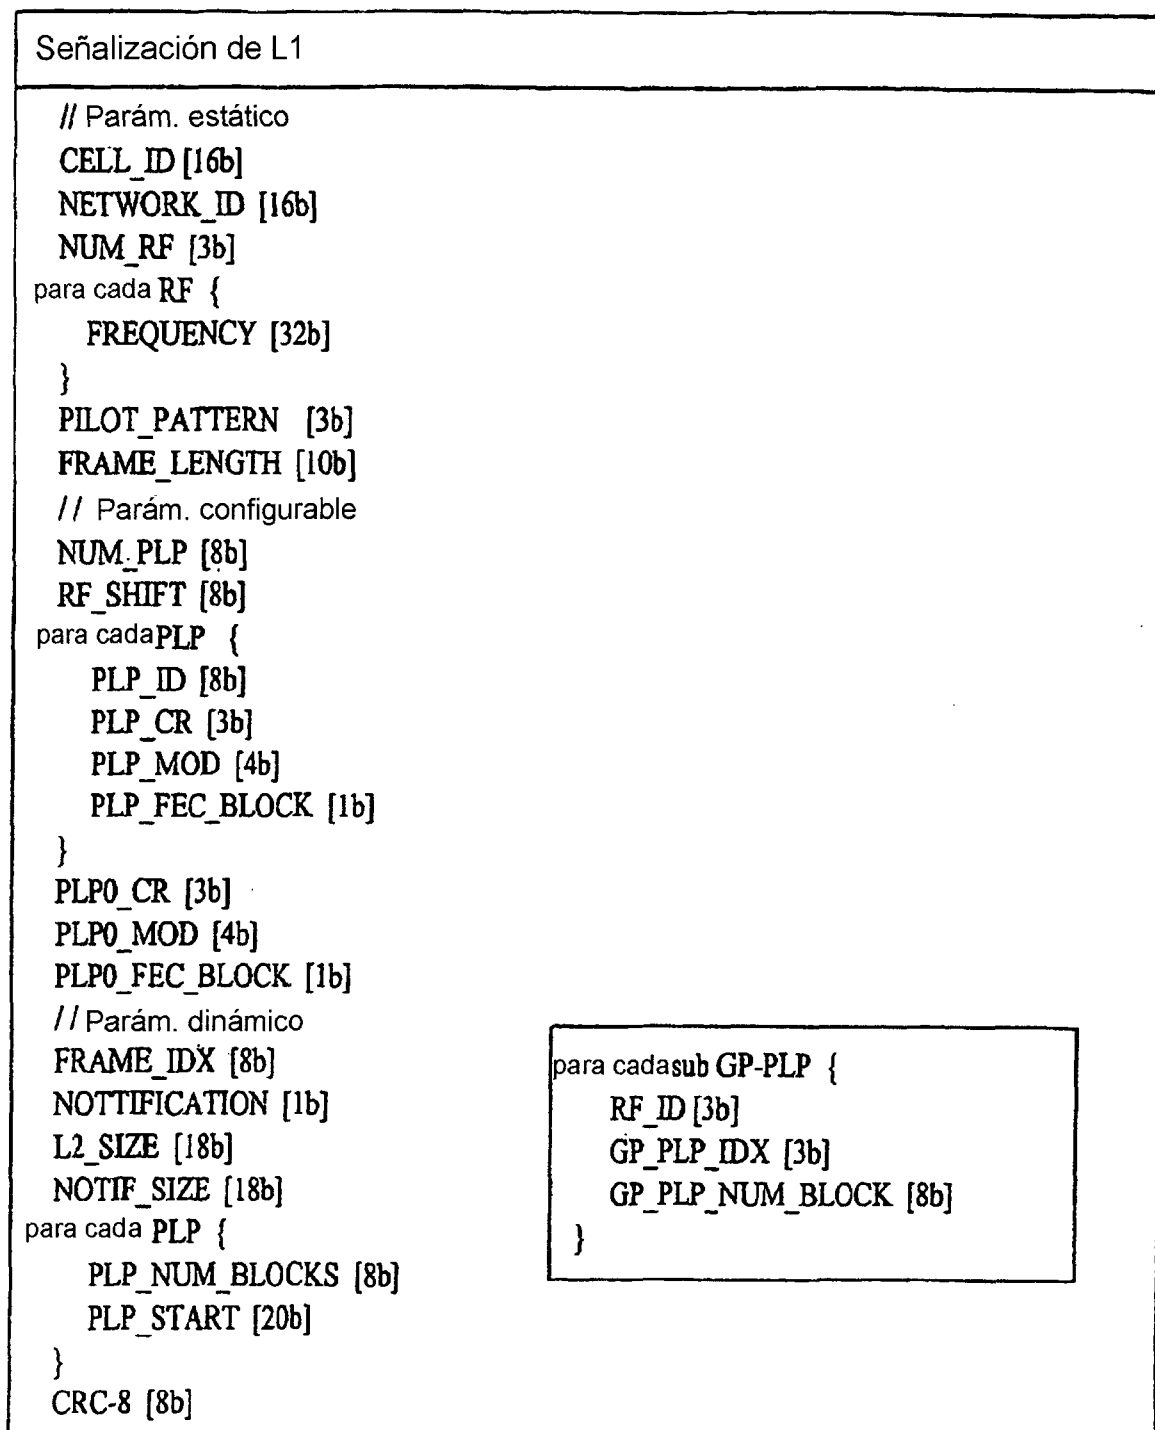 Señalización de L1
// Parám. estático
CELL_ID [16b]
NETWORK_ID [16b]
NUM_RF [3b]
para cada RF {
FREQUENCY [32b]
}
PILOT_PATTERN [3b]
FRAME_LENGTH [10b]
// Parám. configurable
NUM_PLP [8b]
RF_SHIFT [8b]
para cada PLP {
PLP_ID [8b]
PLP_CR [3b]
PLP_MOD [4b]
PLP_FEC_BLOCK [1b]
}
PLP0_CR [3b]
PLP0_MOD [4b]
PLP0_FEC_BLOCK [1b]
// Parám. dinámico
FRAME_IDX [8b]
NOTTIFICATION [1b]
L2_SIZE [18b]
NOTIF_SIZE [18b]
para cada PLP {
PLP_NUM_BLOCKS [8b]
PLP_START [20b]
}
CRC-8 [8b]
para cada sub GP-PLP {
RF_ID [3b]
GP_PLP_IDX [3b]
GP_PLP_NUM_BLOCK [8b]
}